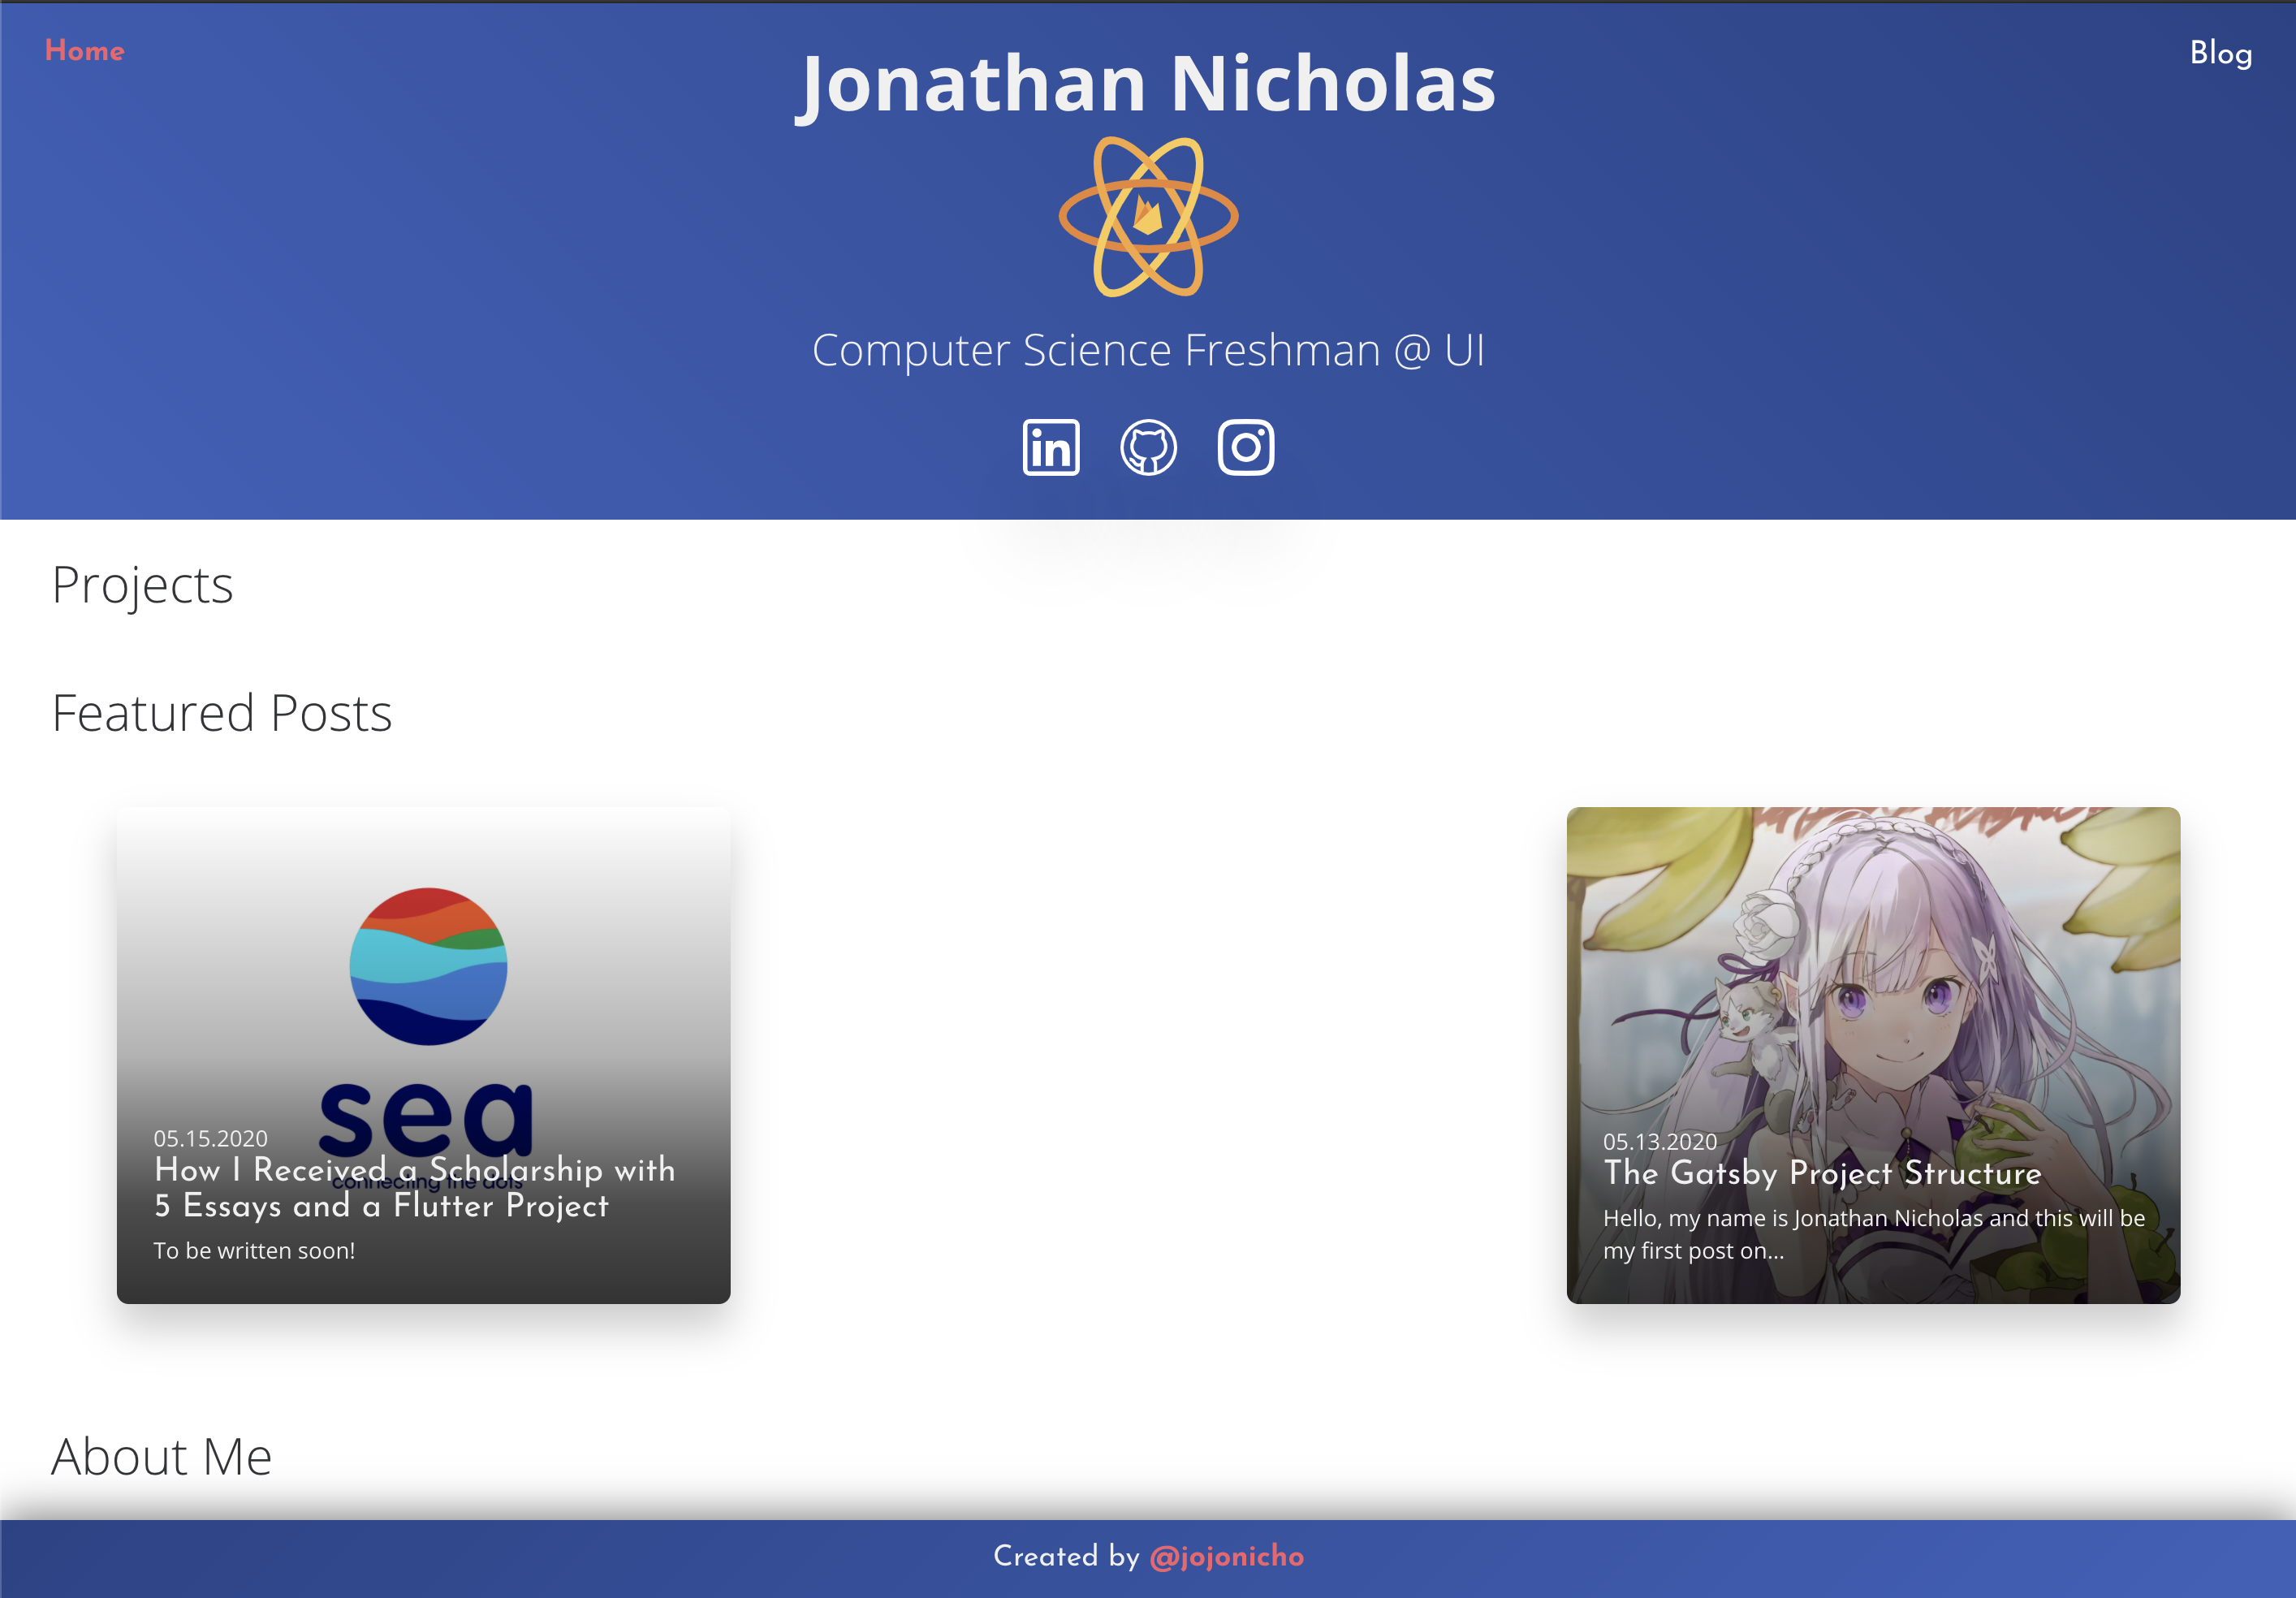 Home
Blog
Jonathan Nicholas
Computer Science Freshman @ UI
in
Projects
Featured Posts
sea
connecting the dots
05.15.2020
How I Received a Scholarship with
5 Essays and a Flutter Project
To be written soon!
05.13.2020
The Gatsby Project Structure
Hello, my name is Jonathan Nicholas and this will be
my first post on...
About Me
Created by @jojonicho